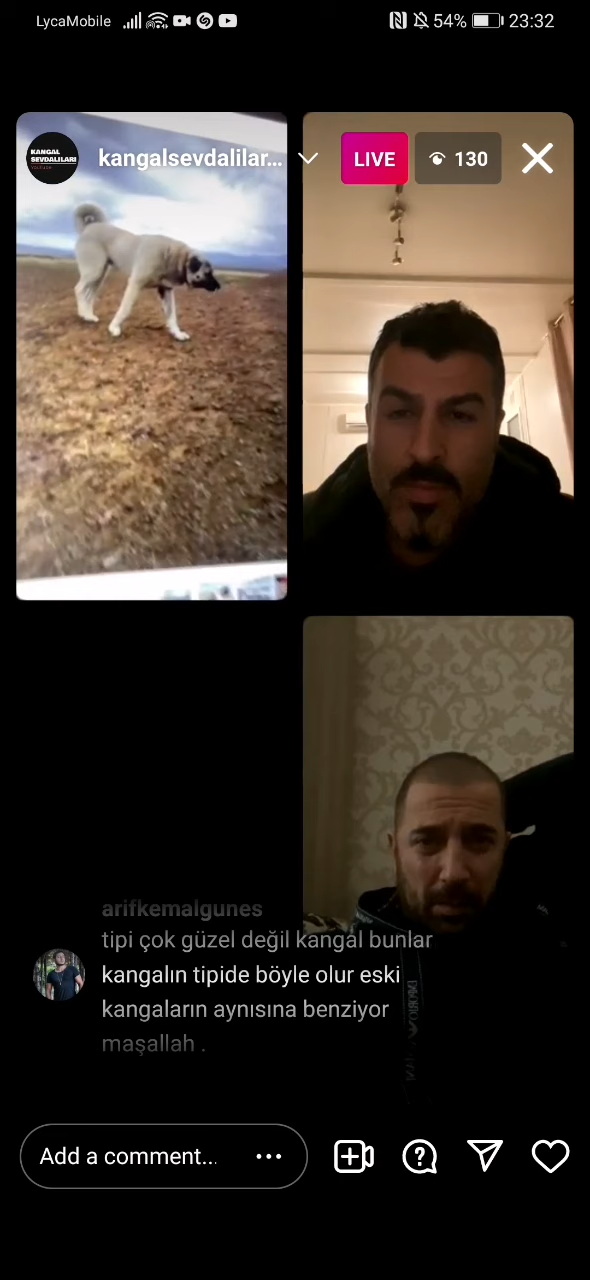 LycaMobile
54%
23:32
KANGAL
SEVDALILARI
YOUTUBE
kangalsevdalilar...
LIVE
130
arifkemalgunes
tipi çok güzel değil kangal bunlar
kangalın tipide böyle olur eski
kangaların aynısına benziyor
maşallah .
Add a comment...